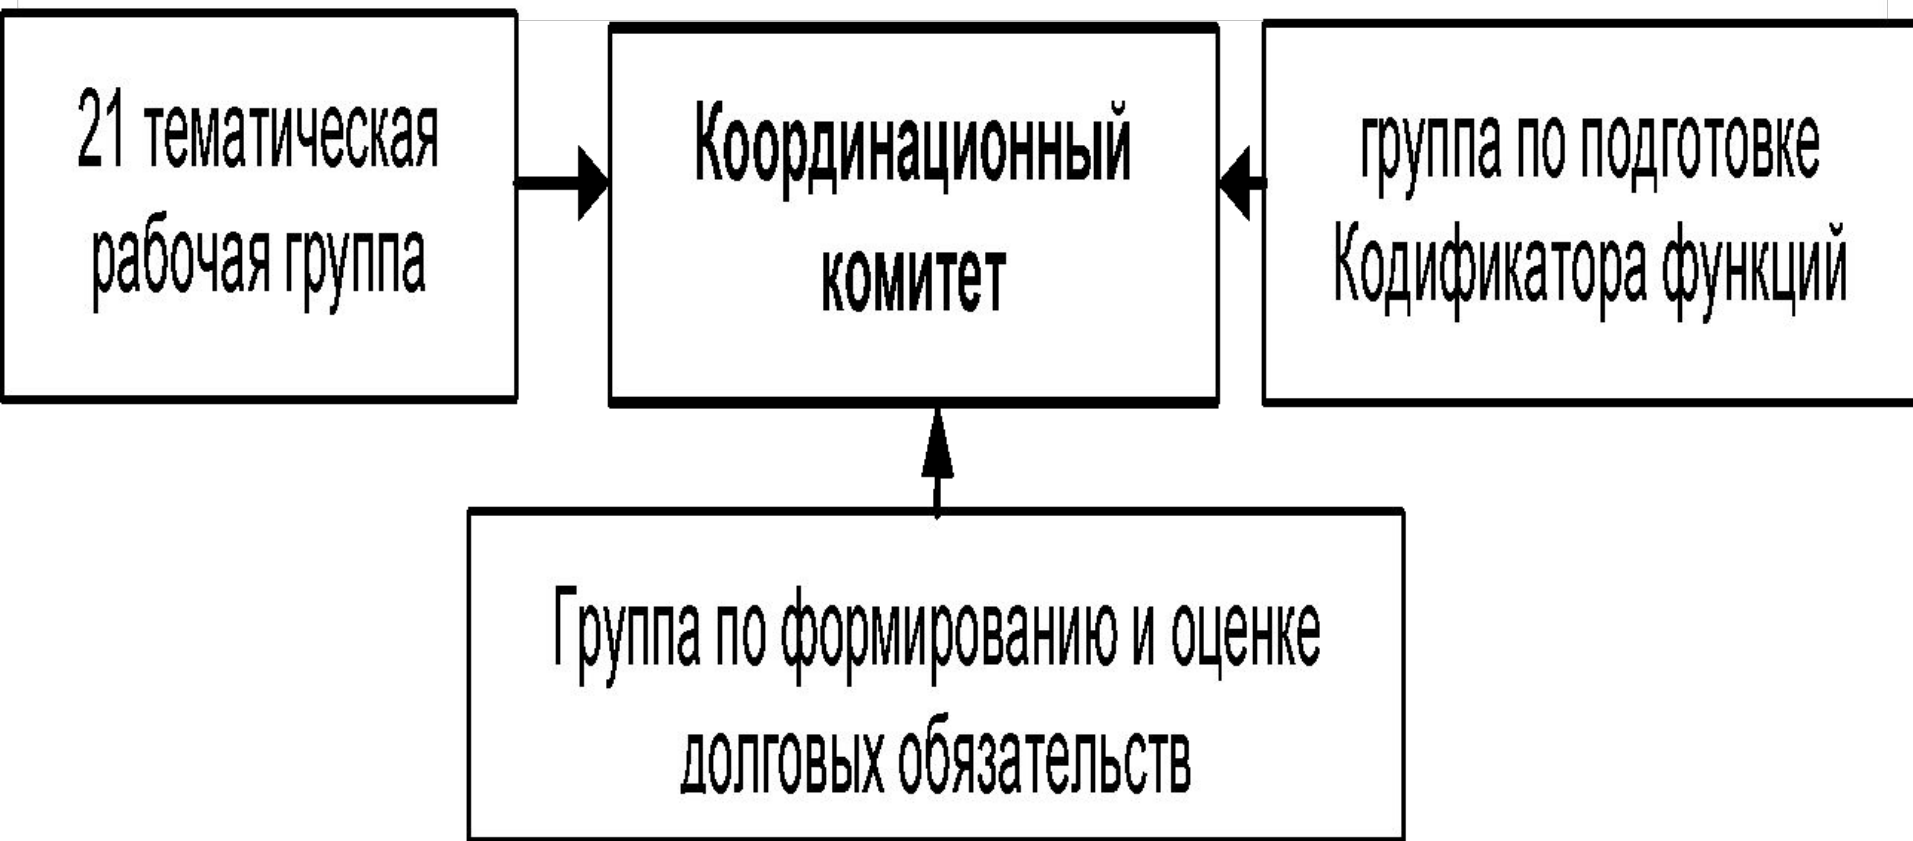 21 тематическая
рабочая группа
Координационный
комитет
группа по подготовке
Кодификатора функций
Группа по формированию и оценке
долговых обязательств